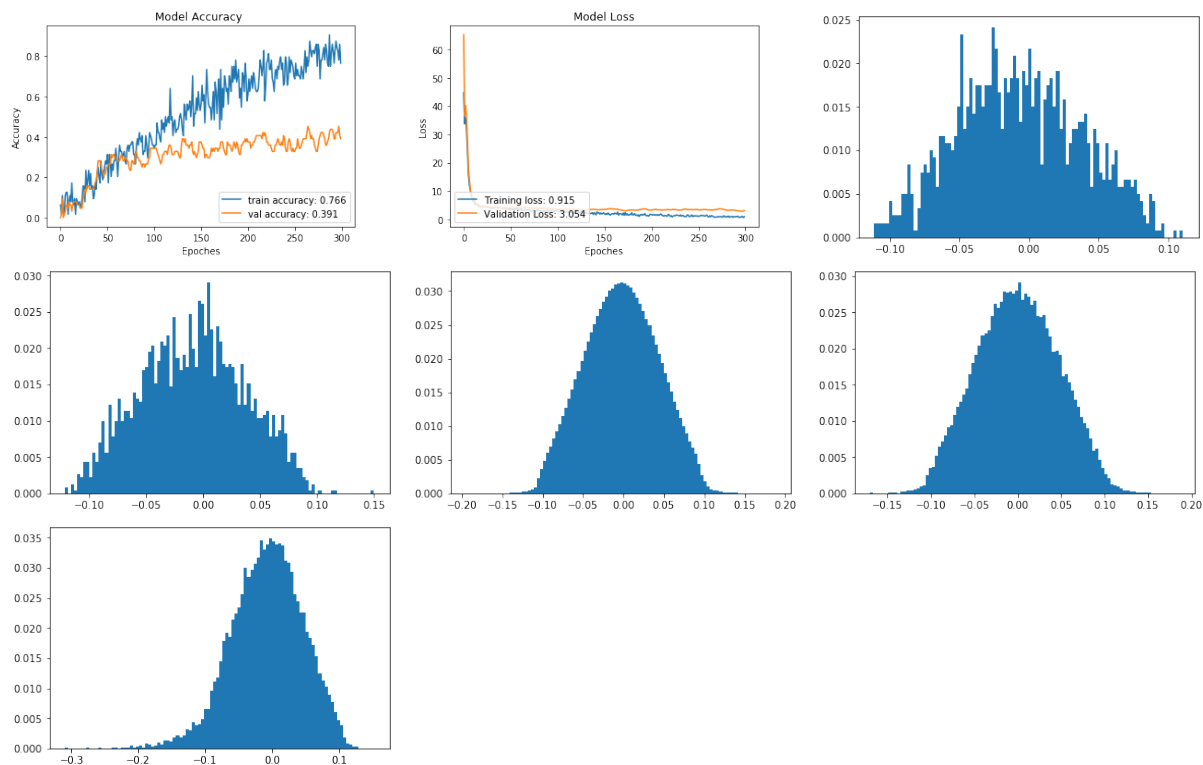 Model Accuracy
Accuracy
0.8
0.6
0.4
0.2
0.0
train accuracy: 0.766
val accuracy: 0.391
0 50 100 150 200 250 300
Epoches
Model Loss
Loss
60
50
40
30
20
10
0
Training loss: 0.915
Validation Loss: 3.054
0 50 100 150 200 250 300
Epoches
0.025
0.020
0.015
0.010
0.005
0.000
−0.10 −0.05 0.00 0.05 0.10
0.030
0.025
0.020
0.015
0.010
0.005
0.000
−0.10 −0.05 0.00 0.05 0.10 0.15
0.030
0.025
0.020
0.015
0.010
0.005
0.000
−0.20 −0.15 −0.10 −0.05 0.00 0.05 0.10 0.15 0.20
0.030
0.025
0.020
0.015
0.010
0.005
0.000
−0.15 −0.10 −0.05 0.00 0.05 0.10 0.15 0.20
0.035
0.030
0.025
0.020
0.015
0.010
0.005
0.000
−0.3 −0.2 −0.1 0.0 0.1